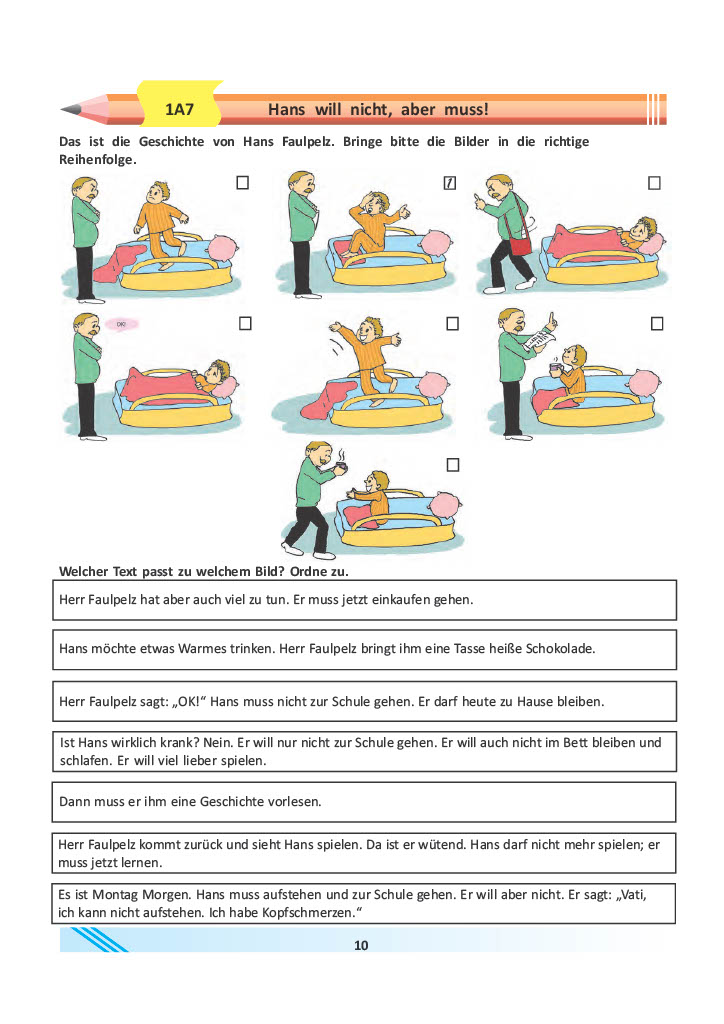 1A7 Hans will nicht, aber muss!
Das ist die Geschichte von Hans Faulpelz. Bringe bitte die Bilder in die richtige
Reihenfolge.
1
OK!
Welcher Text passt zu welchem Bild? Ordne zu.
Herr Faulpelz hat aber auch viel zu tun. Er muss jetzt einkaufen gehen.
Hans möchte etwas Warmes trinken. Herr Faulpelz bringt ihm eine Tasse heiße Schokolade.
Herr Faulpelz sagt: „OK!“ Hans muss nicht zur Schule gehen. Er darf heute zu Hause bleiben.
Ist Hans wirklich krank? Nein. Er will nur nicht zur Schule gehen. Er will auch nicht im Bett bleiben und
schlafen. Er will viel lieber spielen.
Dann muss er ihm eine Geschichte vorlesen.
Herr Faulpelz kommt zurück und sieht Hans spielen. Da ist er wütend. Hans darf nicht mehr spielen; er
muss jetzt lernen.
Es ist Montag Morgen. Hans muss aufstehen und zur Schule gehen. Er will aber nicht. Er sagt: „Vati,
ich kann nicht aufstehen. Ich habe Kopfschmerzen.“
10